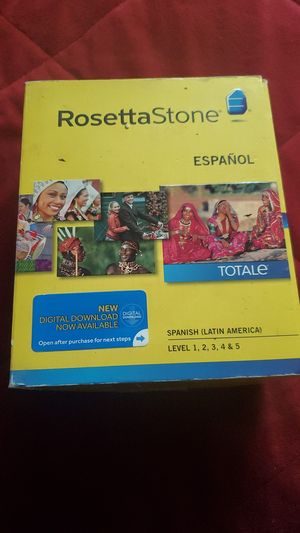 RosettaStone
ESPAÑOL
TOTALe
NEW
DIGITAL DOWNLOAD
NOW AVAILABLE
Open after purchase for next steps
SPANISH (LATIN AMERICA)
LEVEL 1, 2, 3, 4 & 5